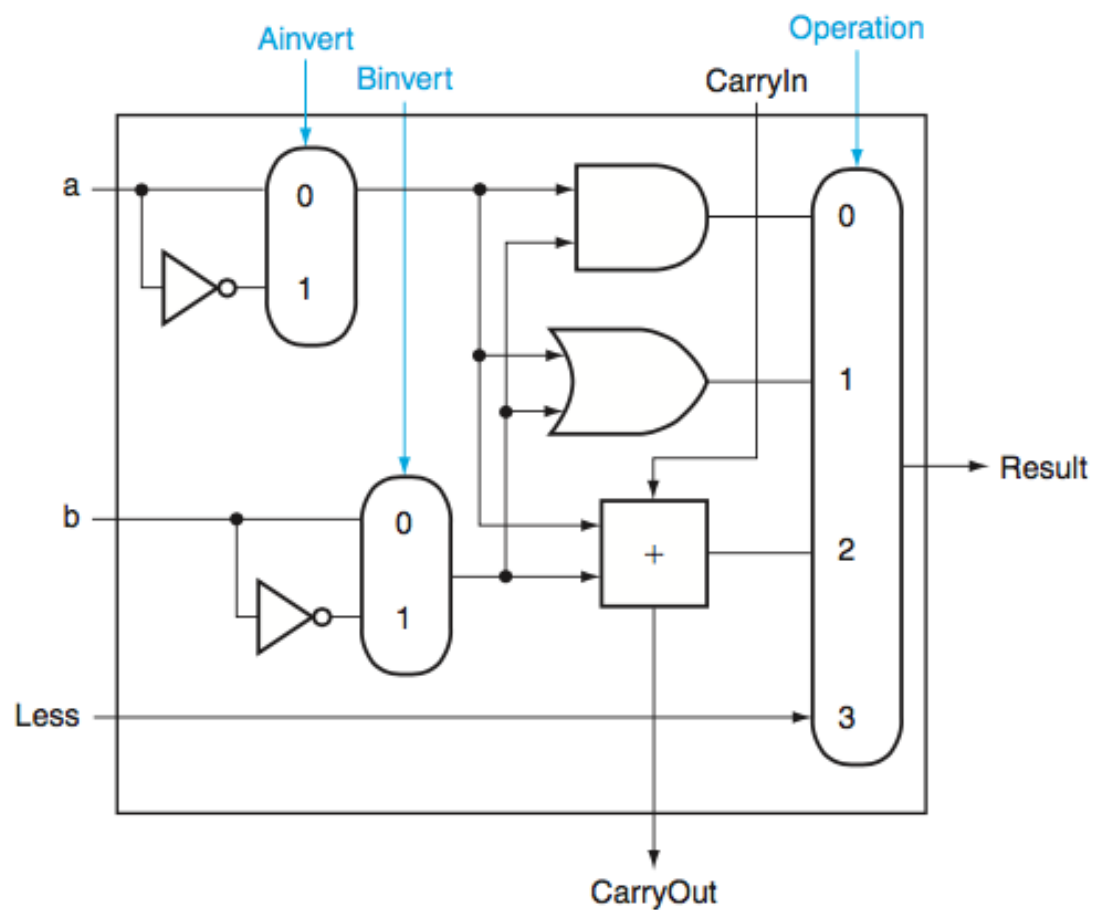 Ainvert
Operation
Binvert
CarryIn
a
0
0
1
1
Result
b
0
+
2
1
Less
3
CarryOut